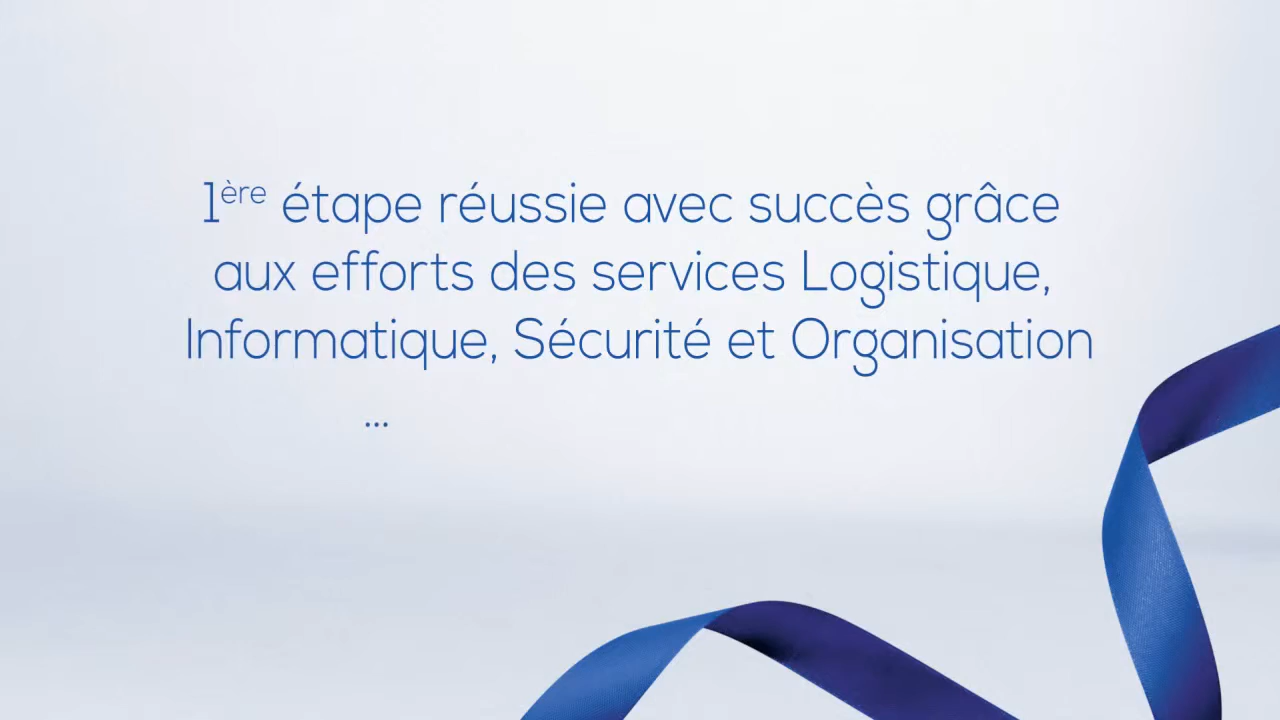 1ère étape réussie avec succès grâce
aux efforts des services Logistique,
Informatique, Sécurité et Organisation
...